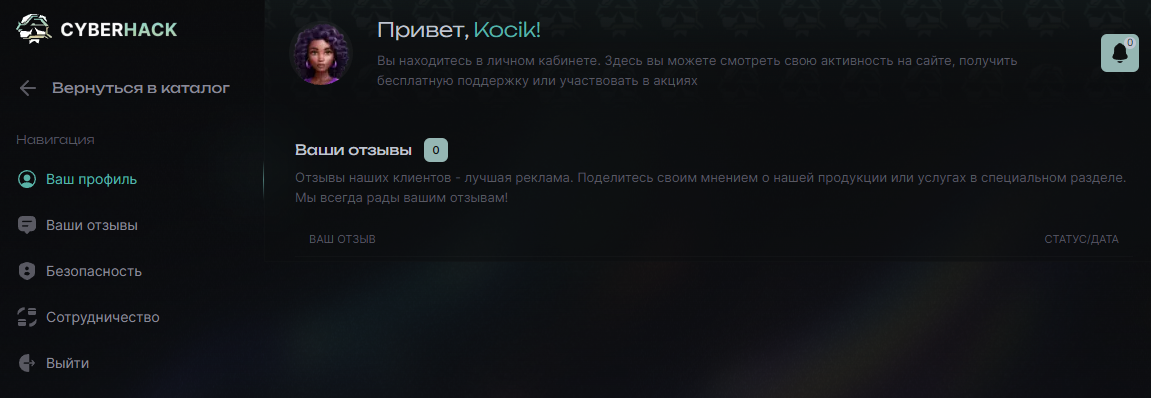 CYBERHACK
Вернуться в каталог
Навигация
Ваш профиль
Ваши отзывы
Безопасность
Сотрудничество
Выйти
Привет, Kocik!
Вы находитесь в личном кабинете. Здесь вы можете смотреть свою активность на сайте, получить
бесплатную поддержку или участвовать в акциях
0
Ваши отзывы 0
Отзывы наших клиентов - лучшая реклама. Поделитесь своим мнением о нашей продукции или услугах в специальном разделе.
Мы всегда рады вашим отзывам!
ВАШ ОТЗЫВ СТАТУС/ДАТА